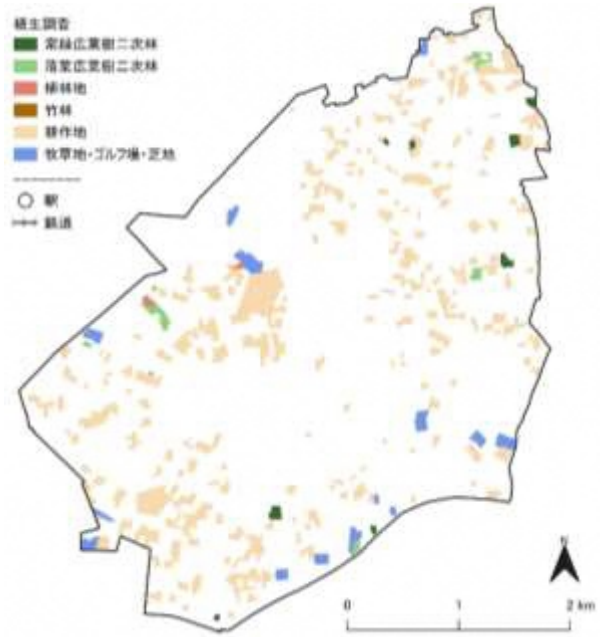 植生調査
常緑広葉樹二次林
落葉広葉樹二次林
植林地
竹林
耕作地
牧草地・ゴルフ場・芝地
駅
鉄道
N
0 1 2 km